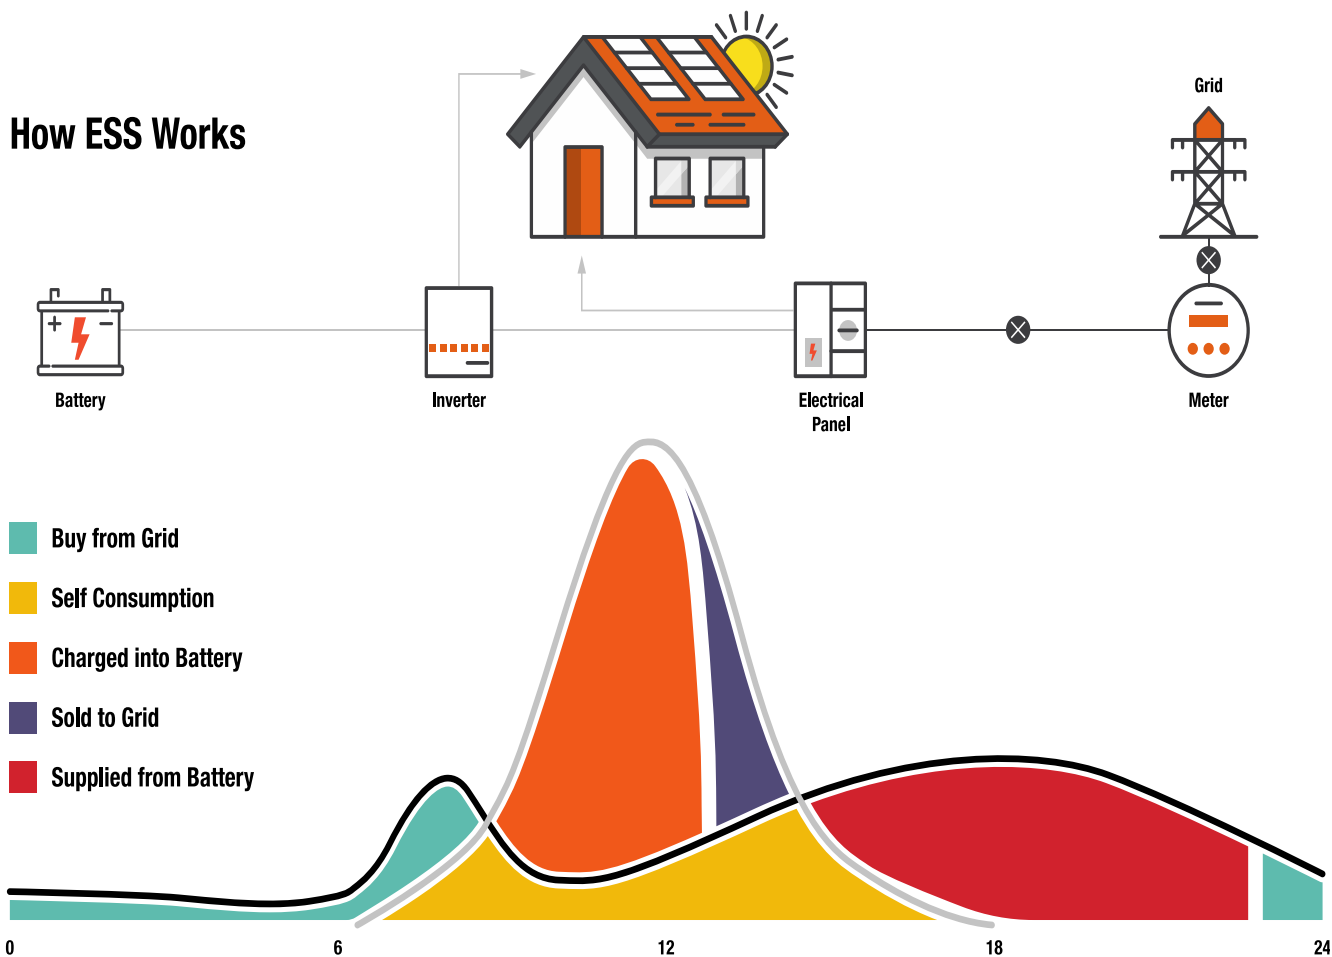 How ESS Works
Grid
Battery
Inverter
Electrical
Panel
Meter
Buy from Grid
Self Consumption
Charged into Battery
Sold to Grid
Supplied from Battery
0 6 12 18 24